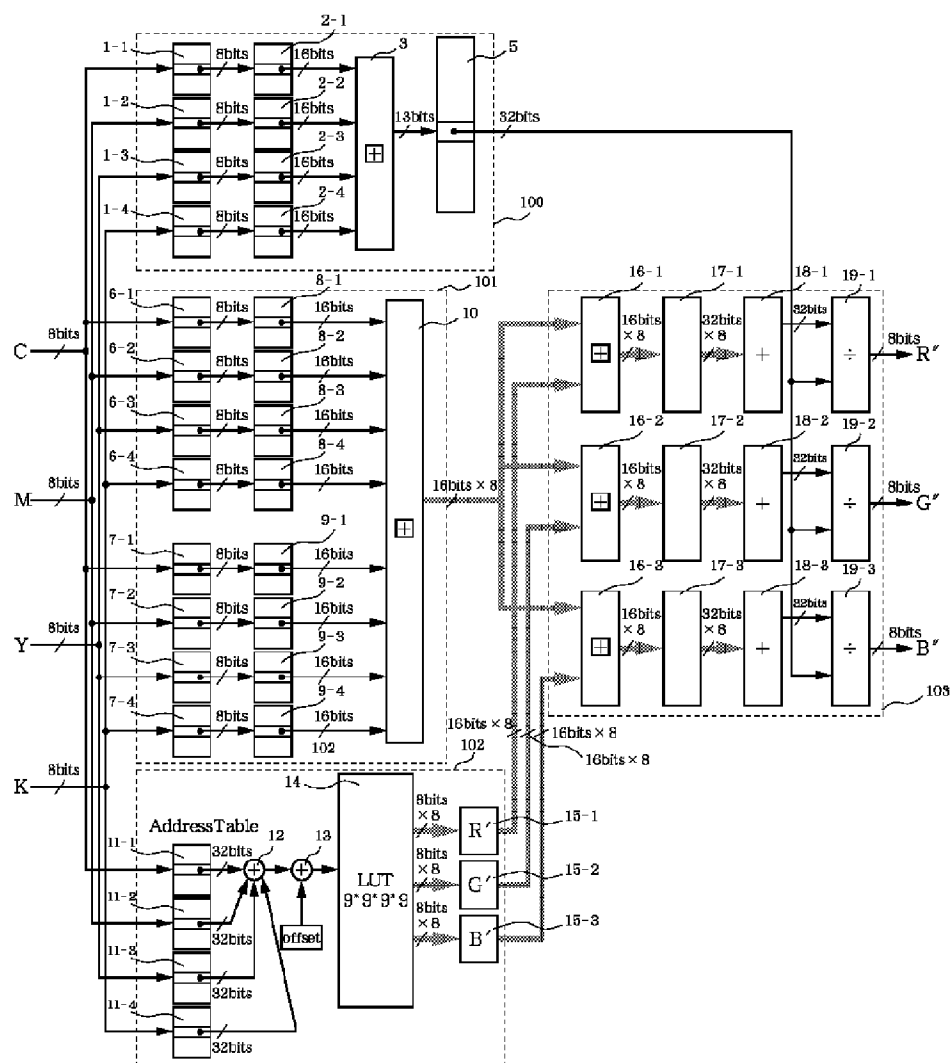 2-1
1-1
3
5
8bits
16bits
1-2
2-2
8bits
16bits
13bits
32bits
1-3
2-3
8bits
16bits
1-4
2-4
8bits
16bits
100
101
6-1
8-1
10
16-1
17-1
18-1
19-1
8bits
16bits
32bits
C
8bits
6-2
8-2
16bits × 8
32bits × 8
8bits
R″
8bits
16bits
6-3
8-3
8bits
16bits
16-2
17-2
18-2
19-2
6-4
8-4
32bits
8bits
16bits
M
8bits
16bits × 8
16bits × 8
32bits × 8
8bits
G″
7-1
9-1
8bits
16bits
16-3
17-3
18-3
19-3
7-2
9-2
32bits
8bits
16bits
Y
8bits
16bits × 8
32bits × 8
8bits
B″
7-3
9-3
8bits
16bits
7-4
9-4
103
8bits
16bits
102
16bits × 8
16bits × 8
16bits × 8
102
K
8bits
14
AddressTable
8bits × 8
R′
15-1
11-1
32bits
12
13
LUT
9*9*9*9
8bits × 8
G′
15-2
11-2
32bits
offset
8bits × 8
B′
15-3
11-3
32bits
11-4
32bits